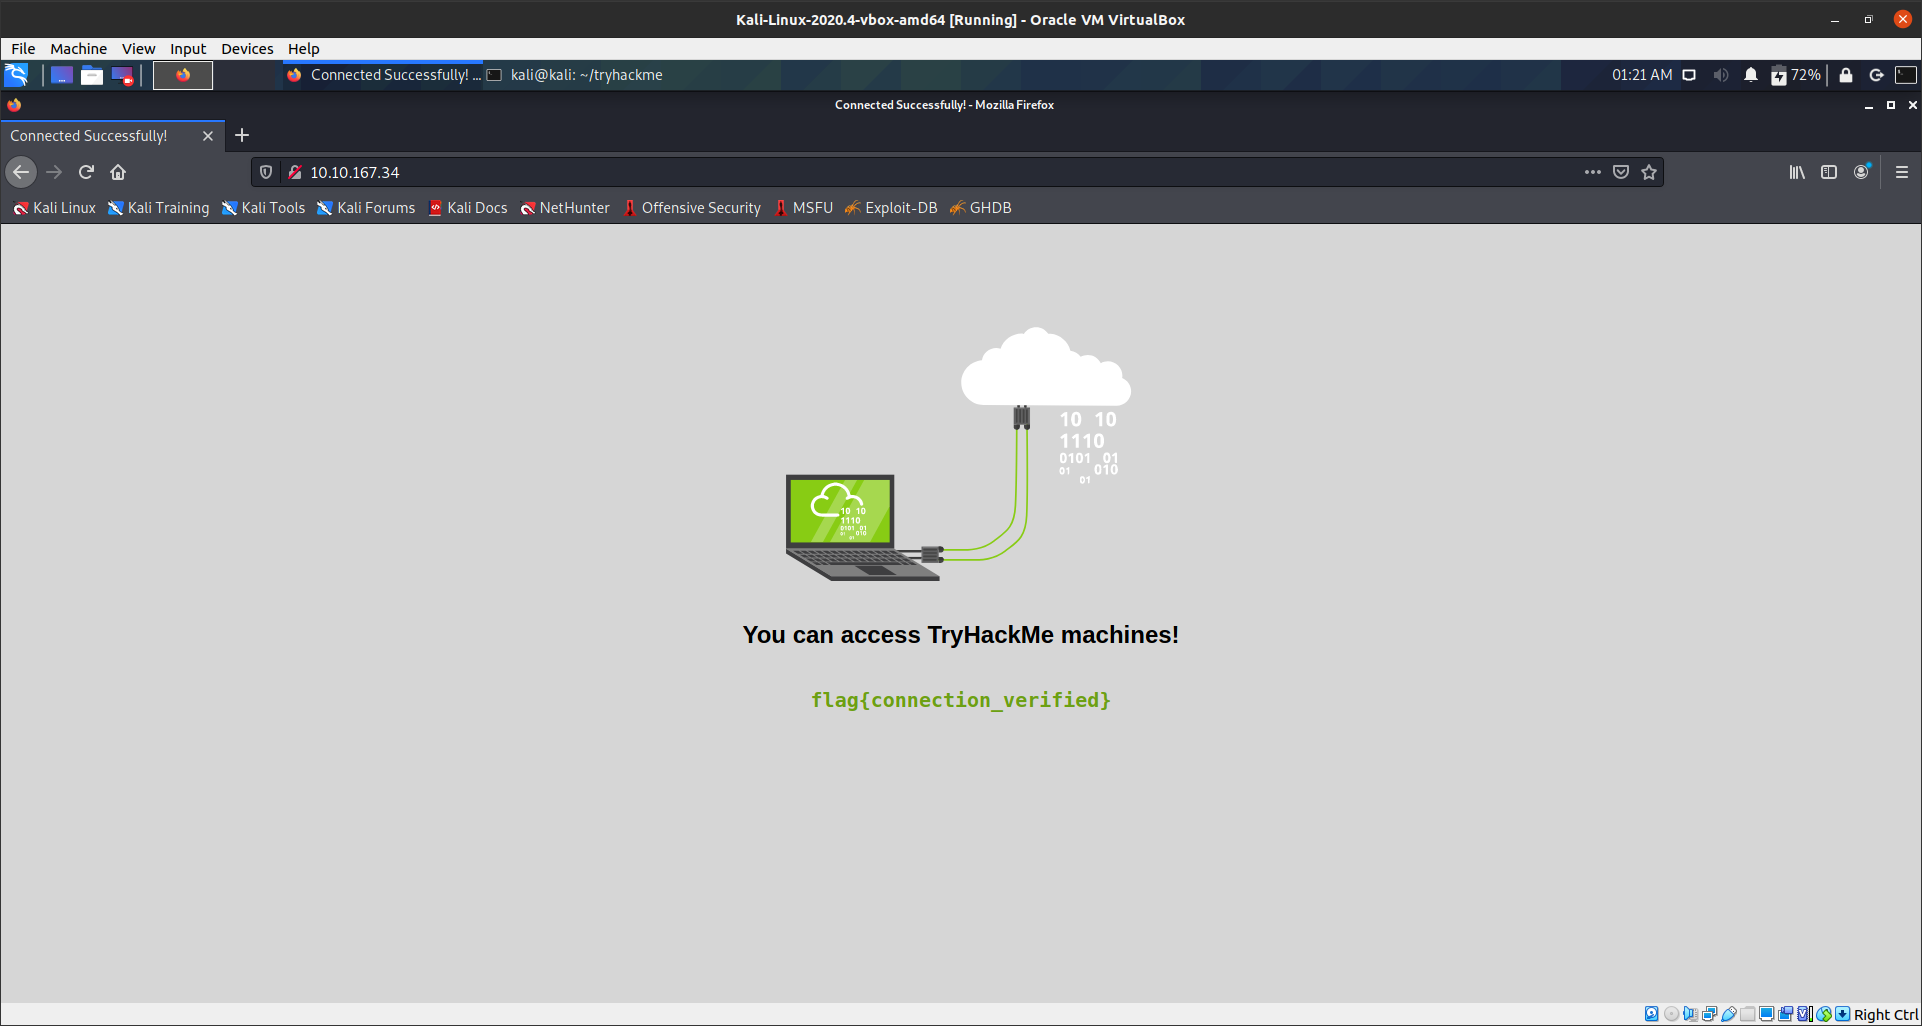 Kali-Linux-2020.4-vbox-amd64 [Running] - Oracle VM VirtualBox
File Machine View Input Devices Help
Connected Successfully! ... kali@kali: ~/tryhackme 01:21 AM 72%
Connected Successfully! - Mozilla Firefox
Connected Successfully!
10.10.167.34
Kali Linux Kali Training Kali Tools Kali Forums Kali Docs NetHunter Offensive Security MSFU Exploit-DB GHDB
10 10
1110
0101 01
01 010
01
10 10
1110
0101 01
01 010
01
You can access TryHackMe machines!
flag{connection_verified}
Right Ctrl